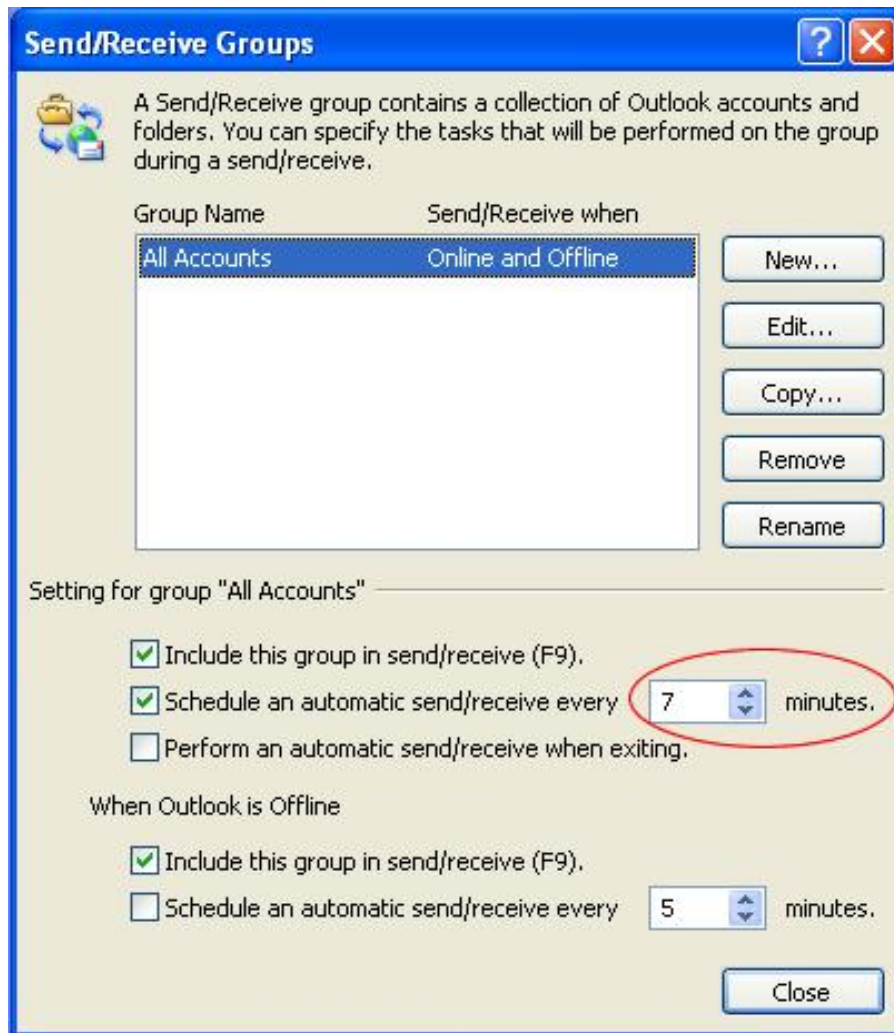 Send/Receive Groups
A Send/Receive group contains a collection of Outlook accounts and
folders. You can specify the tasks that will be performed on the group
during a send/receive.
Group Name Send/Receive when
All Accounts Online and Offline
New...
Edit...
Copy...
Remove
Rename
Setting for group "All Accounts"
Include this group in send/receive (F9).
Schedule an automatic send/receive every 7 minutes.
Perform an automatic send/receive when exiting.
When Outlook is Offline
Include this group in send/receive (F9).
Schedule an automatic send/receive every 5 minutes.
Close